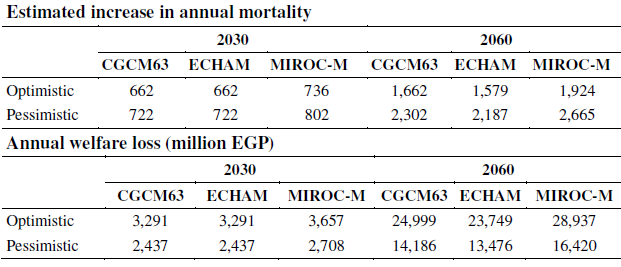 Estimated increase in annual mortality
2030 2060
CGCM63 ECHAM MIROC-M CGCM63 ECHAM MIROC-M
Optimistic 662 662 736 1,662 1,579 1,924
Pessimistic 722 722 802 2,302 2,187 2,665
Annual welfare loss (million EGP)
2030 2060
CGCM63 ECHAM MIROC-M CGCM63 ECHAM MIROC-M
Optimistic 3,291 3,291 3,657 24,999 23,749 28,937
Pessimistic 2,437 2,437 2,708 14,186 13,476 16,420